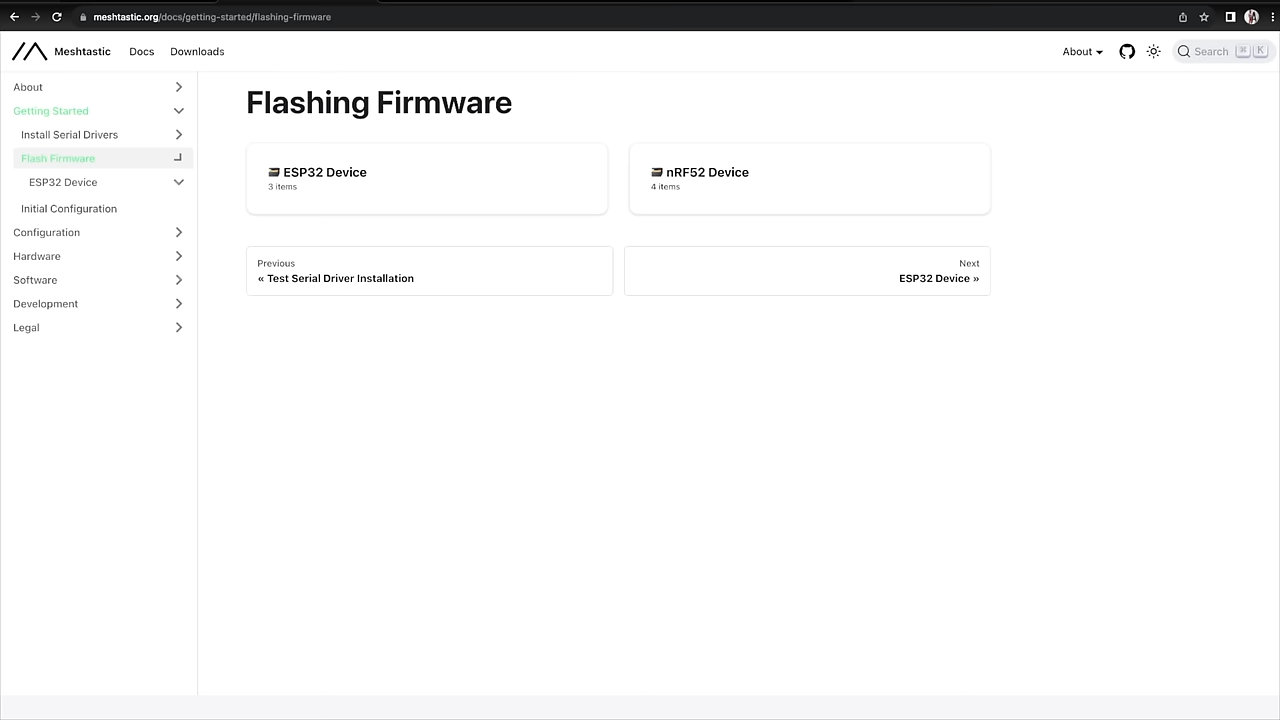 meshtastic.org/docs/getting-started/flashing-firmware
Meshtastic Docs Downloads About Search ⌘ K
About
Getting Started
Install Serial Drivers
Flash Firmware
ESP32 Device
Initial Configuration
Configuration
Hardware
Software
Development
Legal
Flashing Firmware
ESP32 Device
3 items
nRF52 Device
4 items
Previous
« Test Serial Driver Installation
Next
ESP32 Device »